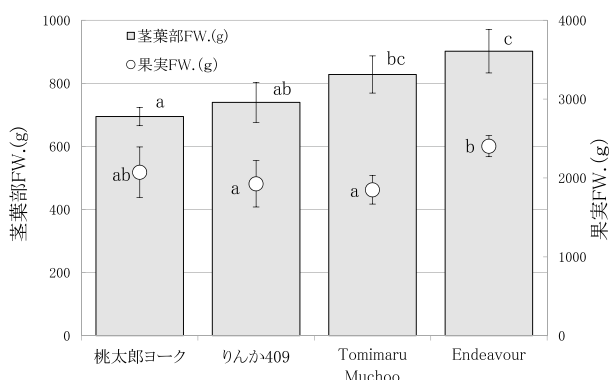 1000
800
600
400
200
0
茎葉部FW.(g)
茎葉部FW.(g)
果実FW.(g)
a
ab
bc
c
ab
a
a
b
4000
3000
2000
1000
0
果実FW.(g)
桃太郎ヨーク
りんか409
Tomimaru
Muchoo
Endeavour